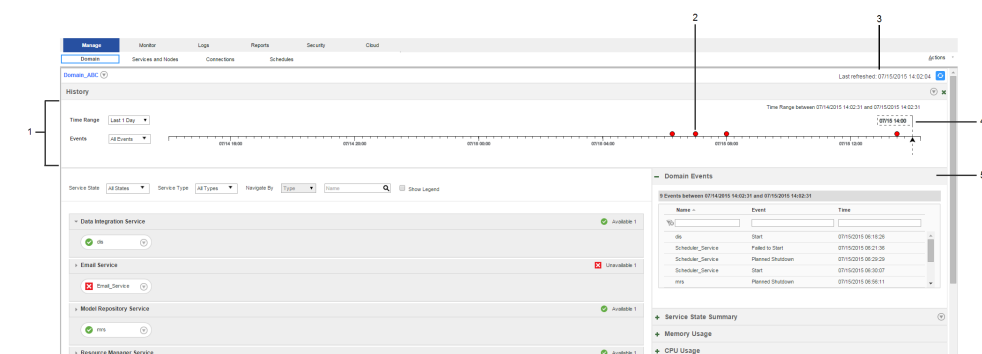 2
3
Manage Monitor Logs Reports Security Cloud
Domain Services and Nodes Connections Schedules Actions
Domain_ABC Last refreshed: 07/15/2015 14:02:04
History
Time Range between 07/14/2015 14:02:31 and 07/15/2015 14:02:31
Time Range Last 1 Day
07/15 14:00
4
1
Events All Events
07/14 16:00 07/14 20:00 07/15 00:00 07/15 04:00 07/15 08:00 07/15 12:00
Domain Events
5
Service State All States Service Type All Types Navigate By Type Name Show Legend
9 Events between 07/14/2015 14:02:31 and 07/15/2015 14:02:31
Name Event Time
Data Integration Service Available 1
dis
dis Start 07/15/2015 06:16:26
Scheduler_Service Failed to Start 07/15/2015 06:21:36
Scheduler_Service Planned Shutdown 07/15/2015 06:29:29
Scheduler_Service Start 07/15/2015 06:30:07
mrs Planned Shutdown 07/15/2015 06:56:11
Email Service Unavailable 1
Email_Service
Model Repository Service Available 1
mrs
Service State Summary
Memory Usage
CPU Usage
Resource Manager Service Available 1